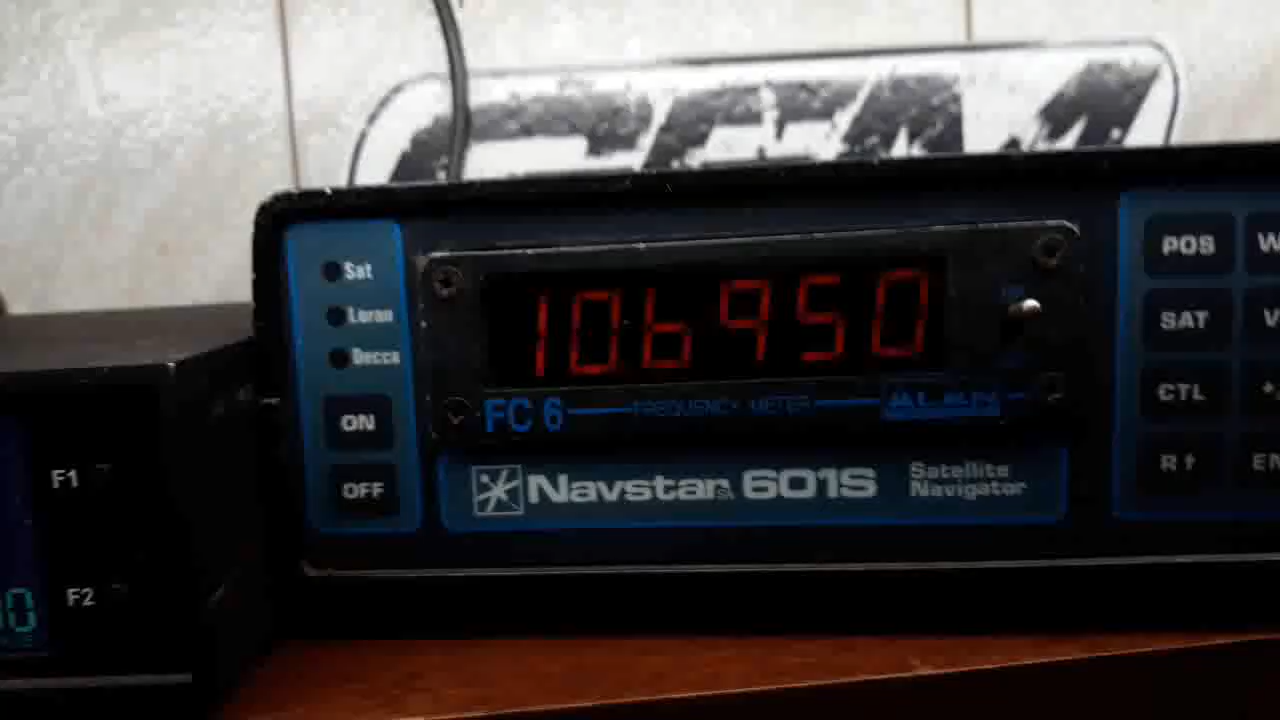 Sat
Loran
Decca
ON
OFF
106950
FC 6
FREQUENCY METER
ALAN
Navstar 601S
Satellite
Navigator
POS
SAT
CTL
R↑
F1
F2